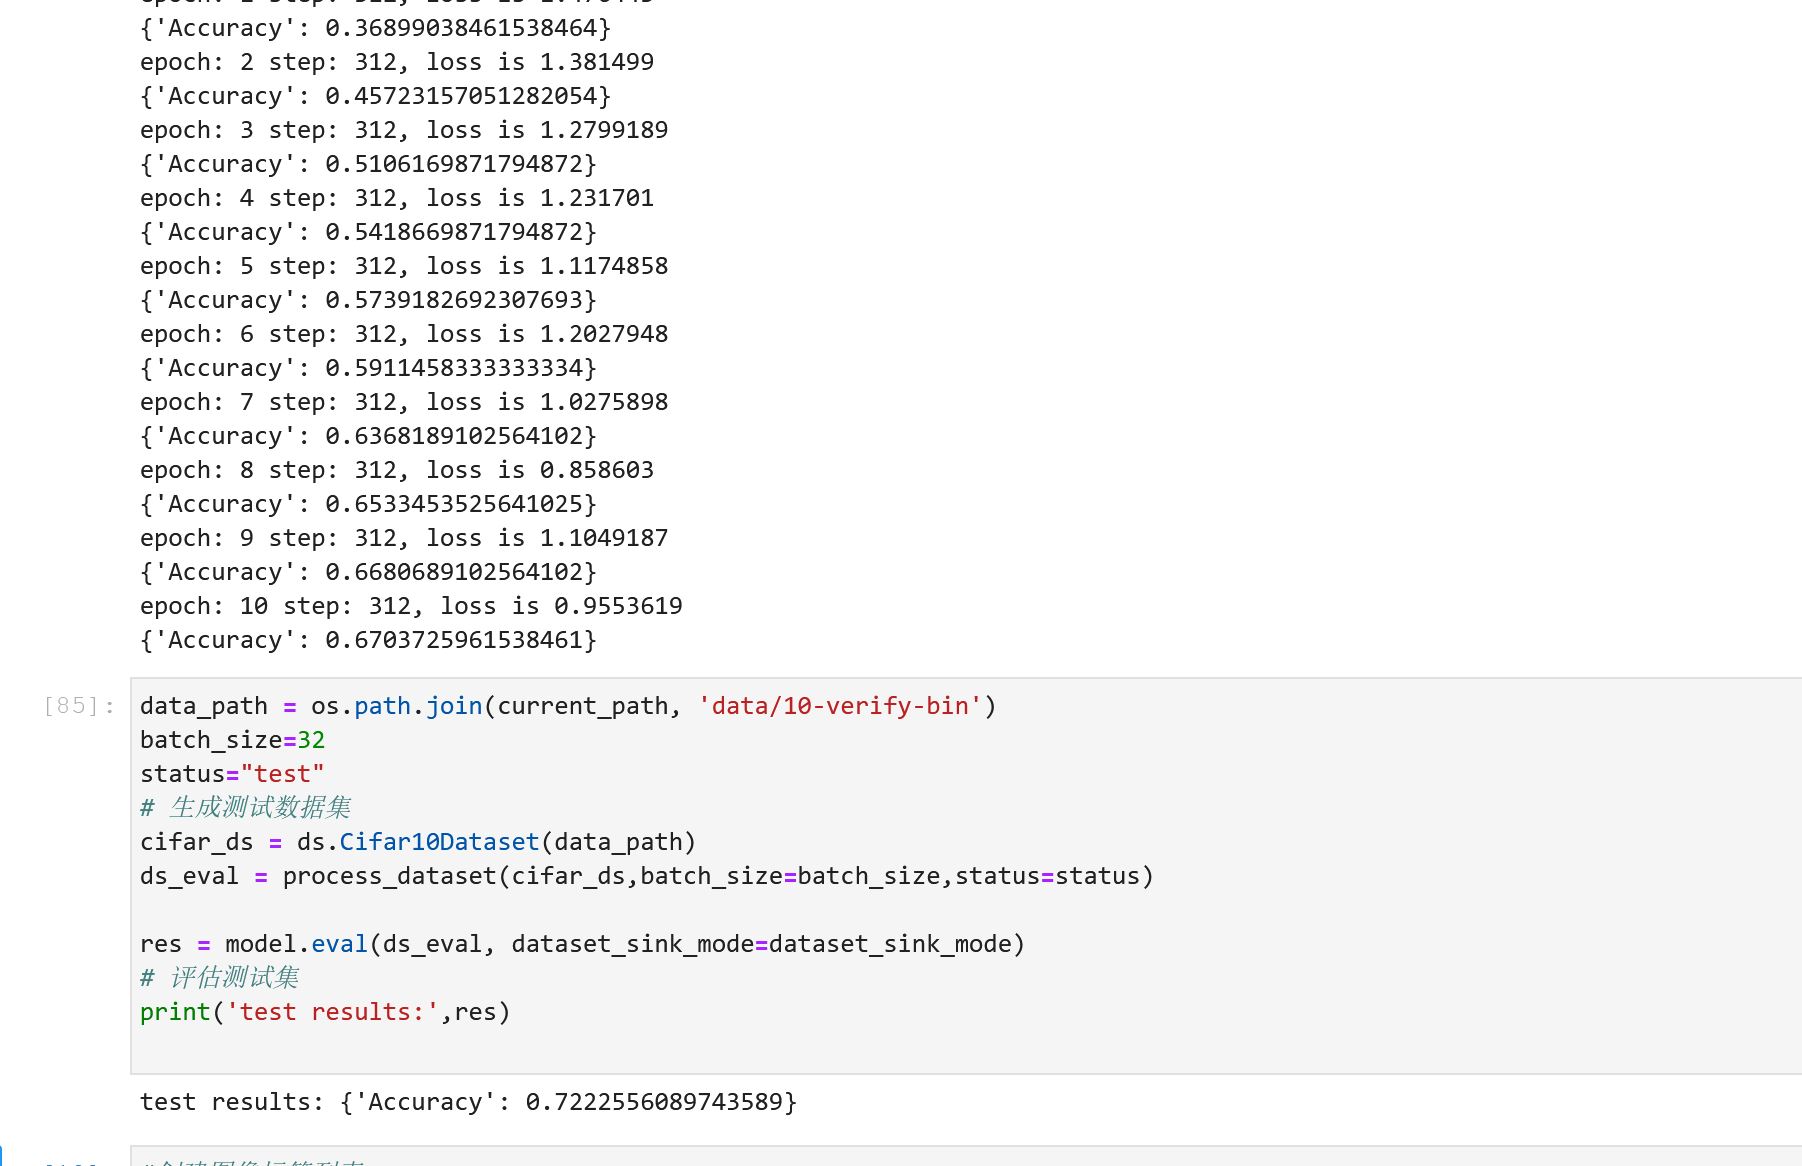 {'Accuracy': 0.36899038461538464}
epoch: 2 step: 312, loss is 1.381499
{'Accuracy': 0.45723157051282054}
epoch: 3 step: 312, loss is 1.2799189
{'Accuracy': 0.5106169871794872}
epoch: 4 step: 312, loss is 1.231701
{'Accuracy': 0.5418669871794872}
epoch: 5 step: 312, loss is 1.1174858
{'Accuracy': 0.5739182692307693}
epoch: 6 step: 312, loss is 1.2027948
{'Accuracy': 0.5911458333333334}
epoch: 7 step: 312, loss is 1.0275898
{'Accuracy': 0.6368189102564102}
epoch: 8 step: 312, loss is 0.858603
{'Accuracy': 0.6533453525641025}
epoch: 9 step: 312, loss is 1.1049187
{'Accuracy': 0.6680689102564102}
epoch: 10 step: 312, loss is 0.9553619
{'Accuracy': 0.6703725961538461}
[85]: data_path = os.path.join(current_path, 'data/10-verify-bin')
batch_size=32
status="test"
# 生成测试数据集
cifar_ds = ds.Cifar10Dataset(data_path)
ds_eval = process_dataset(cifar_ds,batch_size=batch_size,status=status)
res = model.eval(ds_eval, dataset_sink_mode=dataset_sink_mode)
# 评估测试集
print('test results:',res)
test results: {'Accuracy': 0.7222556089743589}